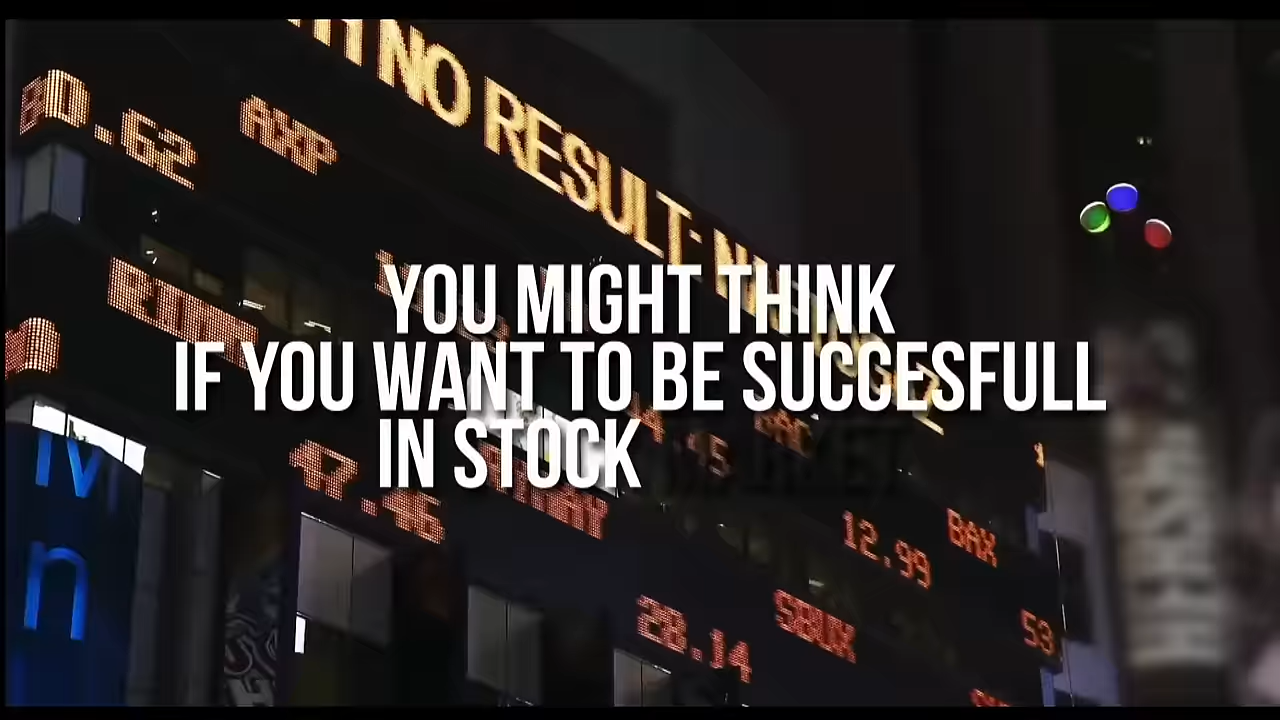 NO RESULT-
0.62
AXP
YOU MIGHT THINK
IF YOU WANT TO BE SUCCESFULL
IN STOCK
47.46
12.99
BAX
28.14
SBUX
53
n